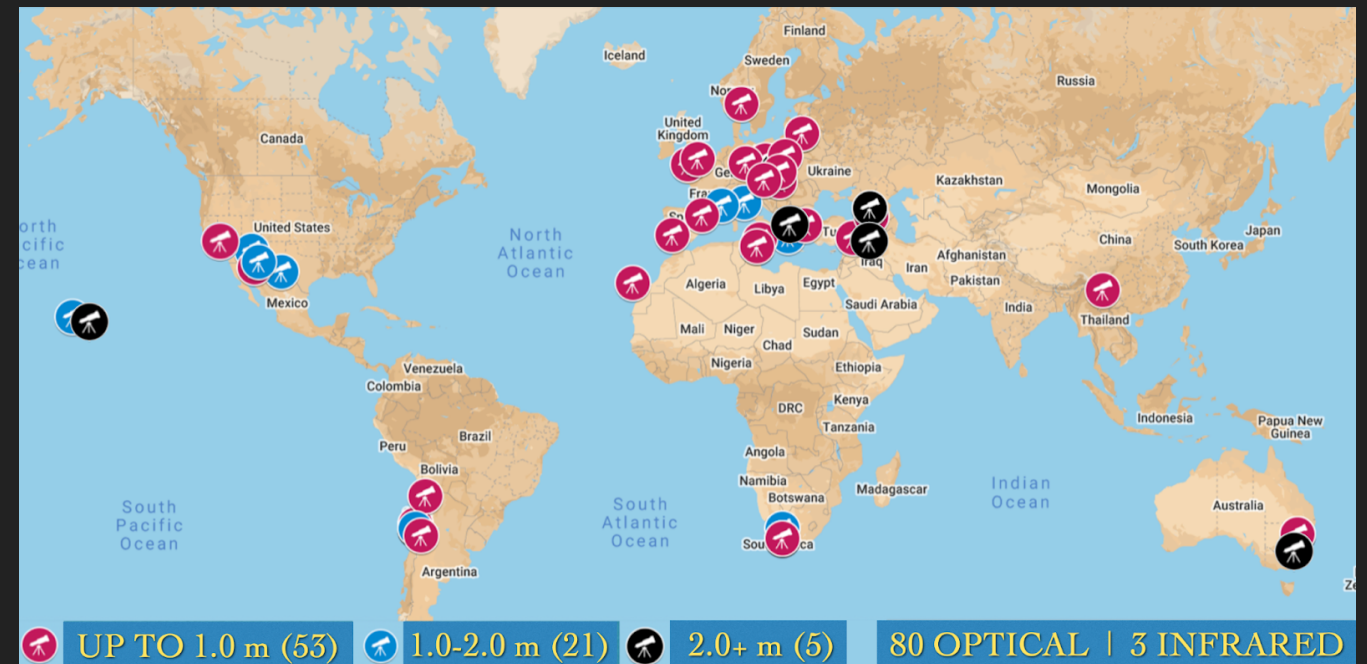 Finland
Iceland
Sweden
Russia
United
Kingdom
Canada
Ukraine
Kazakhstan
Mongolia
United States
North
Atlantic
Ocean
China
South Korea
Japan
Afghanistan
Iraq
Iran
Pakistan
Algeria
Libya
Egypt
Saudi Arabia
India
Mexico
Thailand
Mali
Niger
Chad
Sudan
Nigeria
Ethiopia
Venezuela
Colombia
DRC
Kenya
Tanzania
Indonesia
Papua New
Guinea
Brazil
Peru
Bolivia
Angola
Namibia
Botswana
Madagascar
Indian
Ocean
South
Pacific
Ocean
South
Atlantic
Ocean
Australia
Argentina
UP TO 1.0 m (53)
1.0-2.0 m (21)
2.0+ m (5)
80 OPTICAL | 3 INFRARED